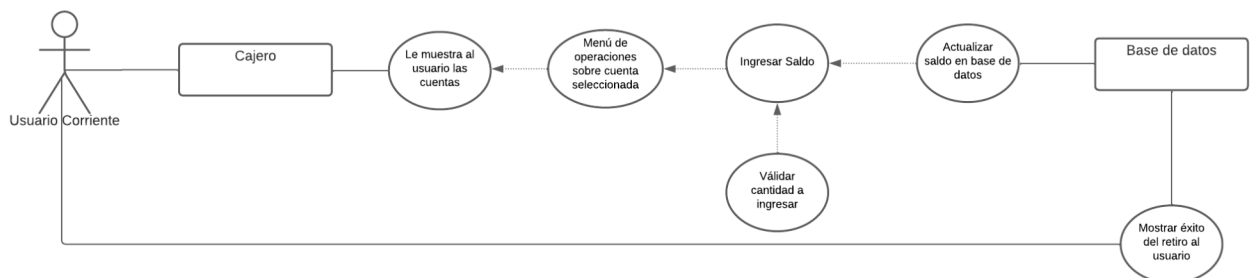 Usuario Corriente
Cajero
Le muestra al
usuario las
cuentas
Menú de
operaciones
sobre cuenta
seleccionada
Ingresar Saldo
Válidar
cantidad a
ingresar
Actualizar
saldo en base de
datos
Base de datos
Mostrar éxito
del retiro al
usuario